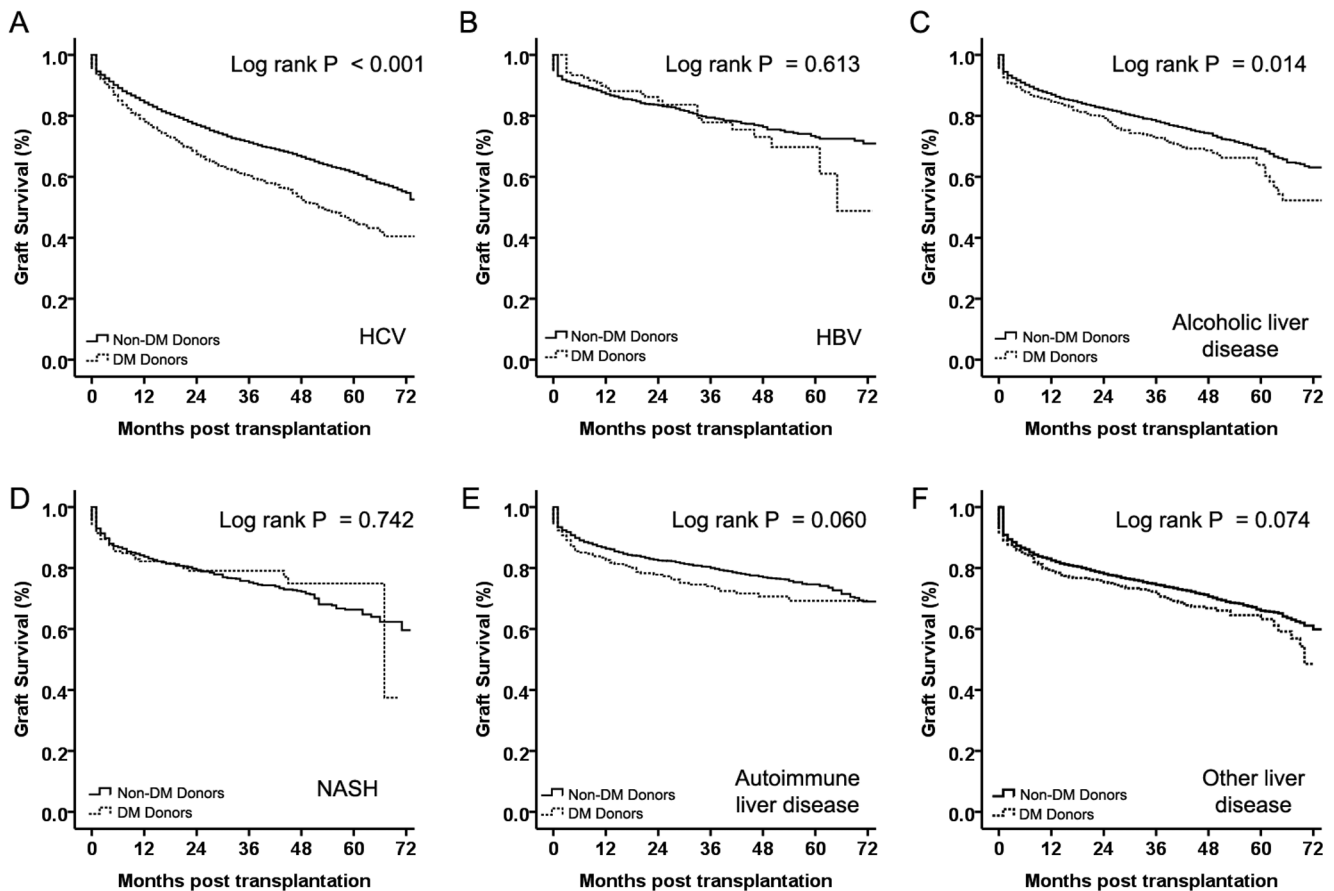 A
Log rank P < 0.001
Graft Survival (%)
1.0
0.8
0.6
0.4
0.2
0.0
Non-DM Donors
DM Donors
HCV
0 12 24 36 48 60 72
Months post transplantation
B
Log rank P = 0.613
Graft Survival (%)
1.0
0.8
0.6
0.4
0.2
0.0
Non-DM Donors
DM Donors
HBV
0 12 24 36 48 60 72
Months post transplantation
C
Log rank P = 0.014
Graft Survival (%)
1.0
0.8
0.6
0.4
0.2
0.0
Non-DM Donors
DM Donors
Alcoholic liver
disease
0 12 24 36 48 60 72
Months post transplantation
D
Log rank P = 0.742
Graft Survival (%)
1.0
0.8
0.6
0.4
0.2
0.0
Non-DM Donors
DM Donors
NASH
0 12 24 36 48 60 72
Months post transplantation
E
Log rank P = 0.060
Graft Survival (%)
1.0
0.8
0.6
0.4
0.2
0.0
Non-DM Donors
DM Donors
Autoimmune
liver disease
0 12 24 36 48 60 72
Months post transplantation
F
Log rank P = 0.074
Graft Survival (%)
1.0
0.8
0.6
0.4
0.2
0.0
Non-DM Donors
DM Donors
Other liver
disease
0 12 24 36 48 60 72
Months post transplantation